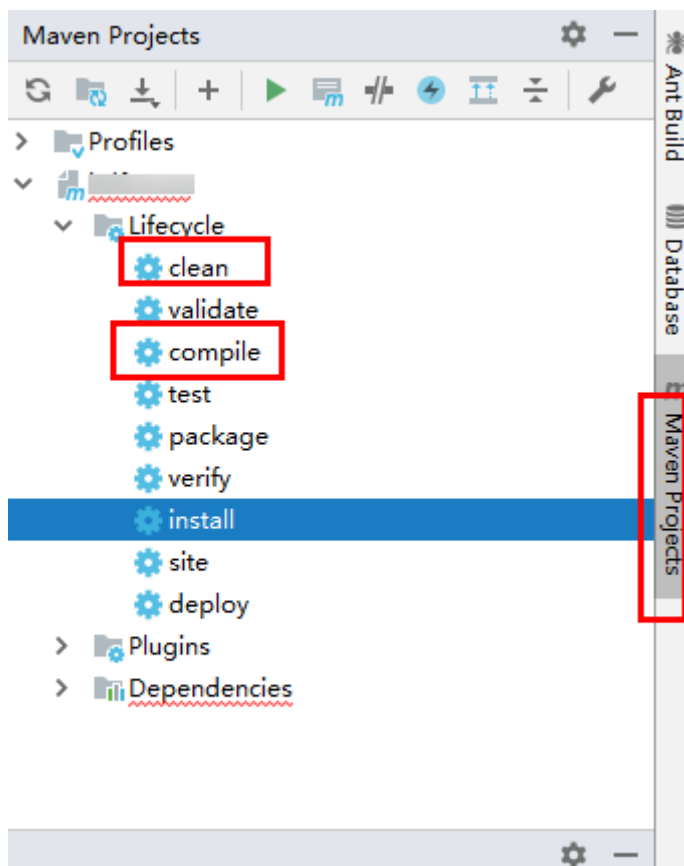 Maven Projects
Profiles
Lifecycle
clean
validate
compile
test
package
verify
install
site
deploy
Plugins
Dependencies
Ant Build
Database
Maven Projects